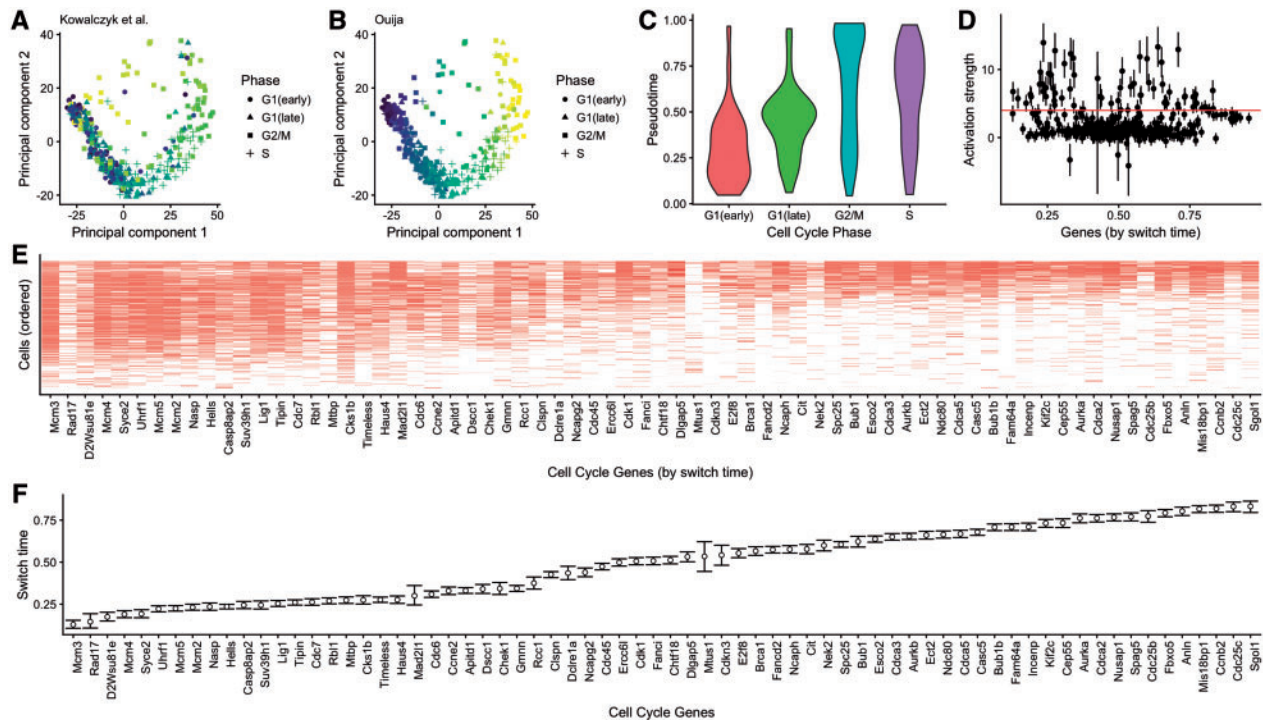 A
Kowalczyk et al.
Principal component 2
40
20
0
-20
-25
0
25
50
Principal component 1
Phase
G1(early)
G1(late)
G2/M
S
B
Ouija
Principal component 2
40
20
0
-20
-25
0
25
50
Principal component 1
Phase
G1(early)
G1(late)
G2/M
S
C
Pseudotime
1.00
0.75
0.50
0.25
0.00
G1(early)
G1(late)
G2/M
S
Cell Cycle Phase
D
Activation strength
10
0
0.25
0.50
0.75
Genes (by switch time)
E
Cells (ordered)
Mcm3
Rad17
D2Wsu81e
Mcm4
Syce2
Uhrf1
Mcm5
Mcm2
Nasp
Hells
Casp8ap2
Suv39h1
Lig1
Tipin
Cdc7
Rbl1
Mtbp
Cks1b
Timeless
Haus4
Mad2l1
Cdc6
Ccne2
Apitd1
Dscc1
Chek1
Gmnn
Rcc1
Clspn
Dclre1a
Ncapg2
Cdc45
Ercc6l
Cdk1
Fanci
Chtf18
Dlgap5
Mtus1
Cdkn3
E2f8
Brca1
Fancd2
Ncaph
Cit
Nek2
Spc25
Bub1
Esco2
Cdca3
Aurkb
Ect2
Ndc80
Cdca5
Casc5
Bub1b
Fam64a
Incenp
Kif2c
Cep55
Aurka
Cdca2
Nusap1
Spag5
Cdc25b
Fbxo5
Anln
Mis18bp1
Ccnb2
Cdc25c
Sgol1
Cell Cycle Genes (by switch time)
F
Switch time
0.75
0.50
0.25
Mcm3
Rad17
D2Wsu81e
Mcm4
Syce2
Uhrf1
Mcm5
Mcm2
Nasp
Hells
Casp8ap2
Suv39h1
Lig1
Tipin
Cdc7
Rbl1
Mtbp
Cks1b
Timeless
Haus4
Mad2l1
Cdc6
Ccne2
Apitd1
Dscc1
Chek1
Gmnn
Rcc1
Clspn
Dclre1a
Ncapg2
Cdc45
Ercc6l
Cdk1
Fanci
Chtf18
Dlgap5
Mtus1
Cdkn3
E2f8
Brca1
Fancd2
Ncaph
Cit
Nek2
Spc25
Bub1
Esco2
Cdca3
Aurkb
Ect2
Ndc80
Cdca5
Casc5
Bub1b
Fam64a
Incenp
Kif2c
Cep55
Aurka
Cdca2
Nusap1
Spag5
Cdc25b
Fbxo5
Anln
Mis18bp1
Ccnb2
Cdc25c
Sgol1
Cell Cycle Genes